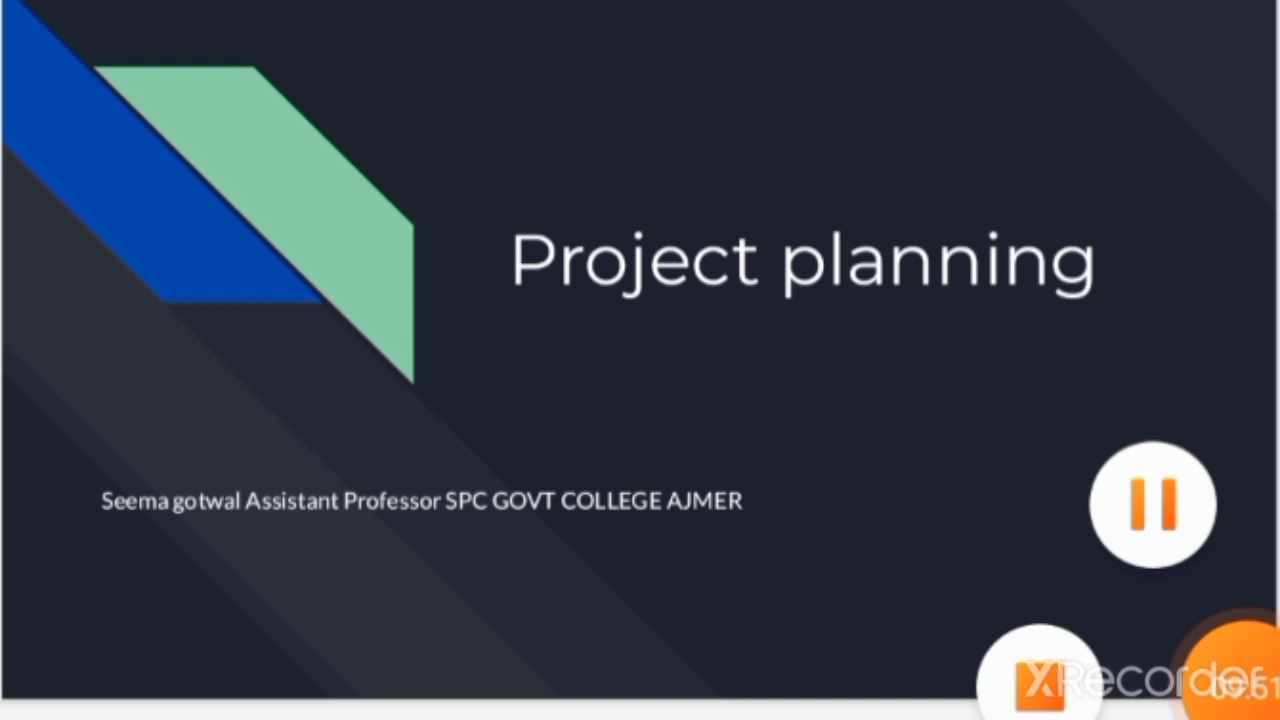 Project planning
Seema gotwal Assistant Professor SPC GOVT COLLEGE AJMER
XRecorder